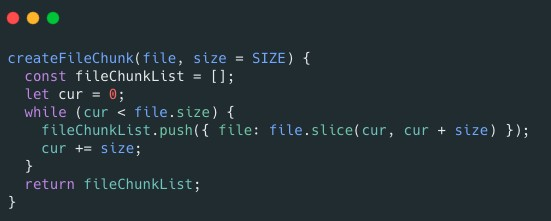 createFileChunk(file, size = SIZE) {
  const fileChunkList = [];
  let cur = 0;
  while (cur < file.size) {
    fileChunkList.push({ file: file.slice(cur, cur + size) });
    cur += size;
  }
  return fileChunkList;
}